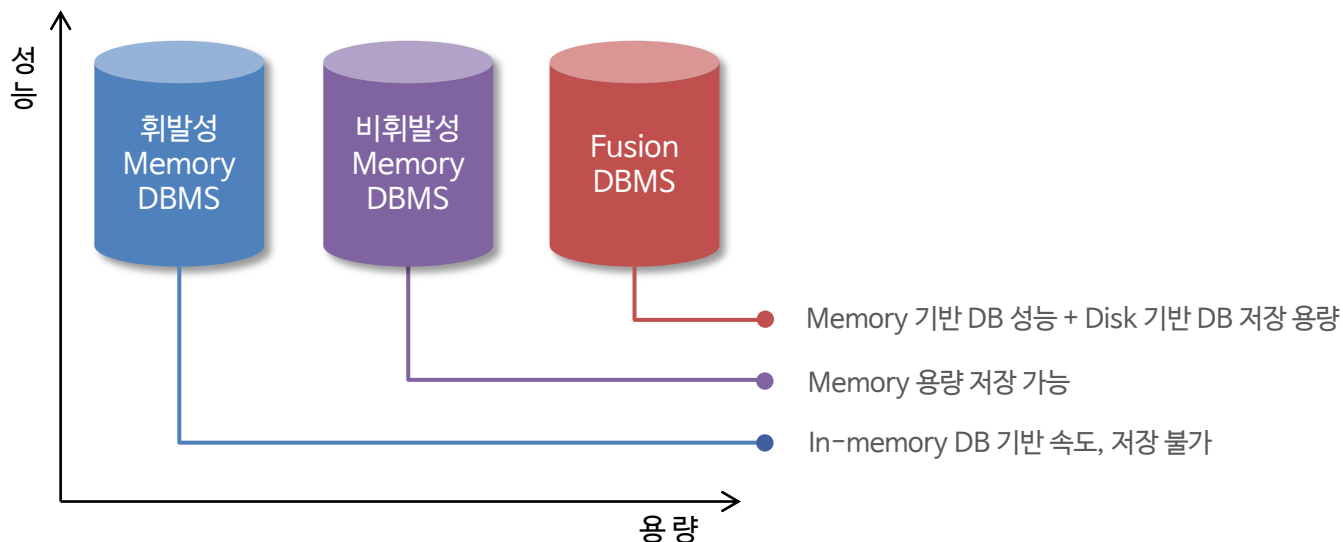 성능
휘발성
Memory
DBMS
비휘발성
Memory
DBMS
Fusion
DBMS
Memory 기반 DB 성능 + Disk 기반 DB 저장 용량
Memory 용량 저장 가능
In-memory DB 기반 속도, 저장 불가
용량